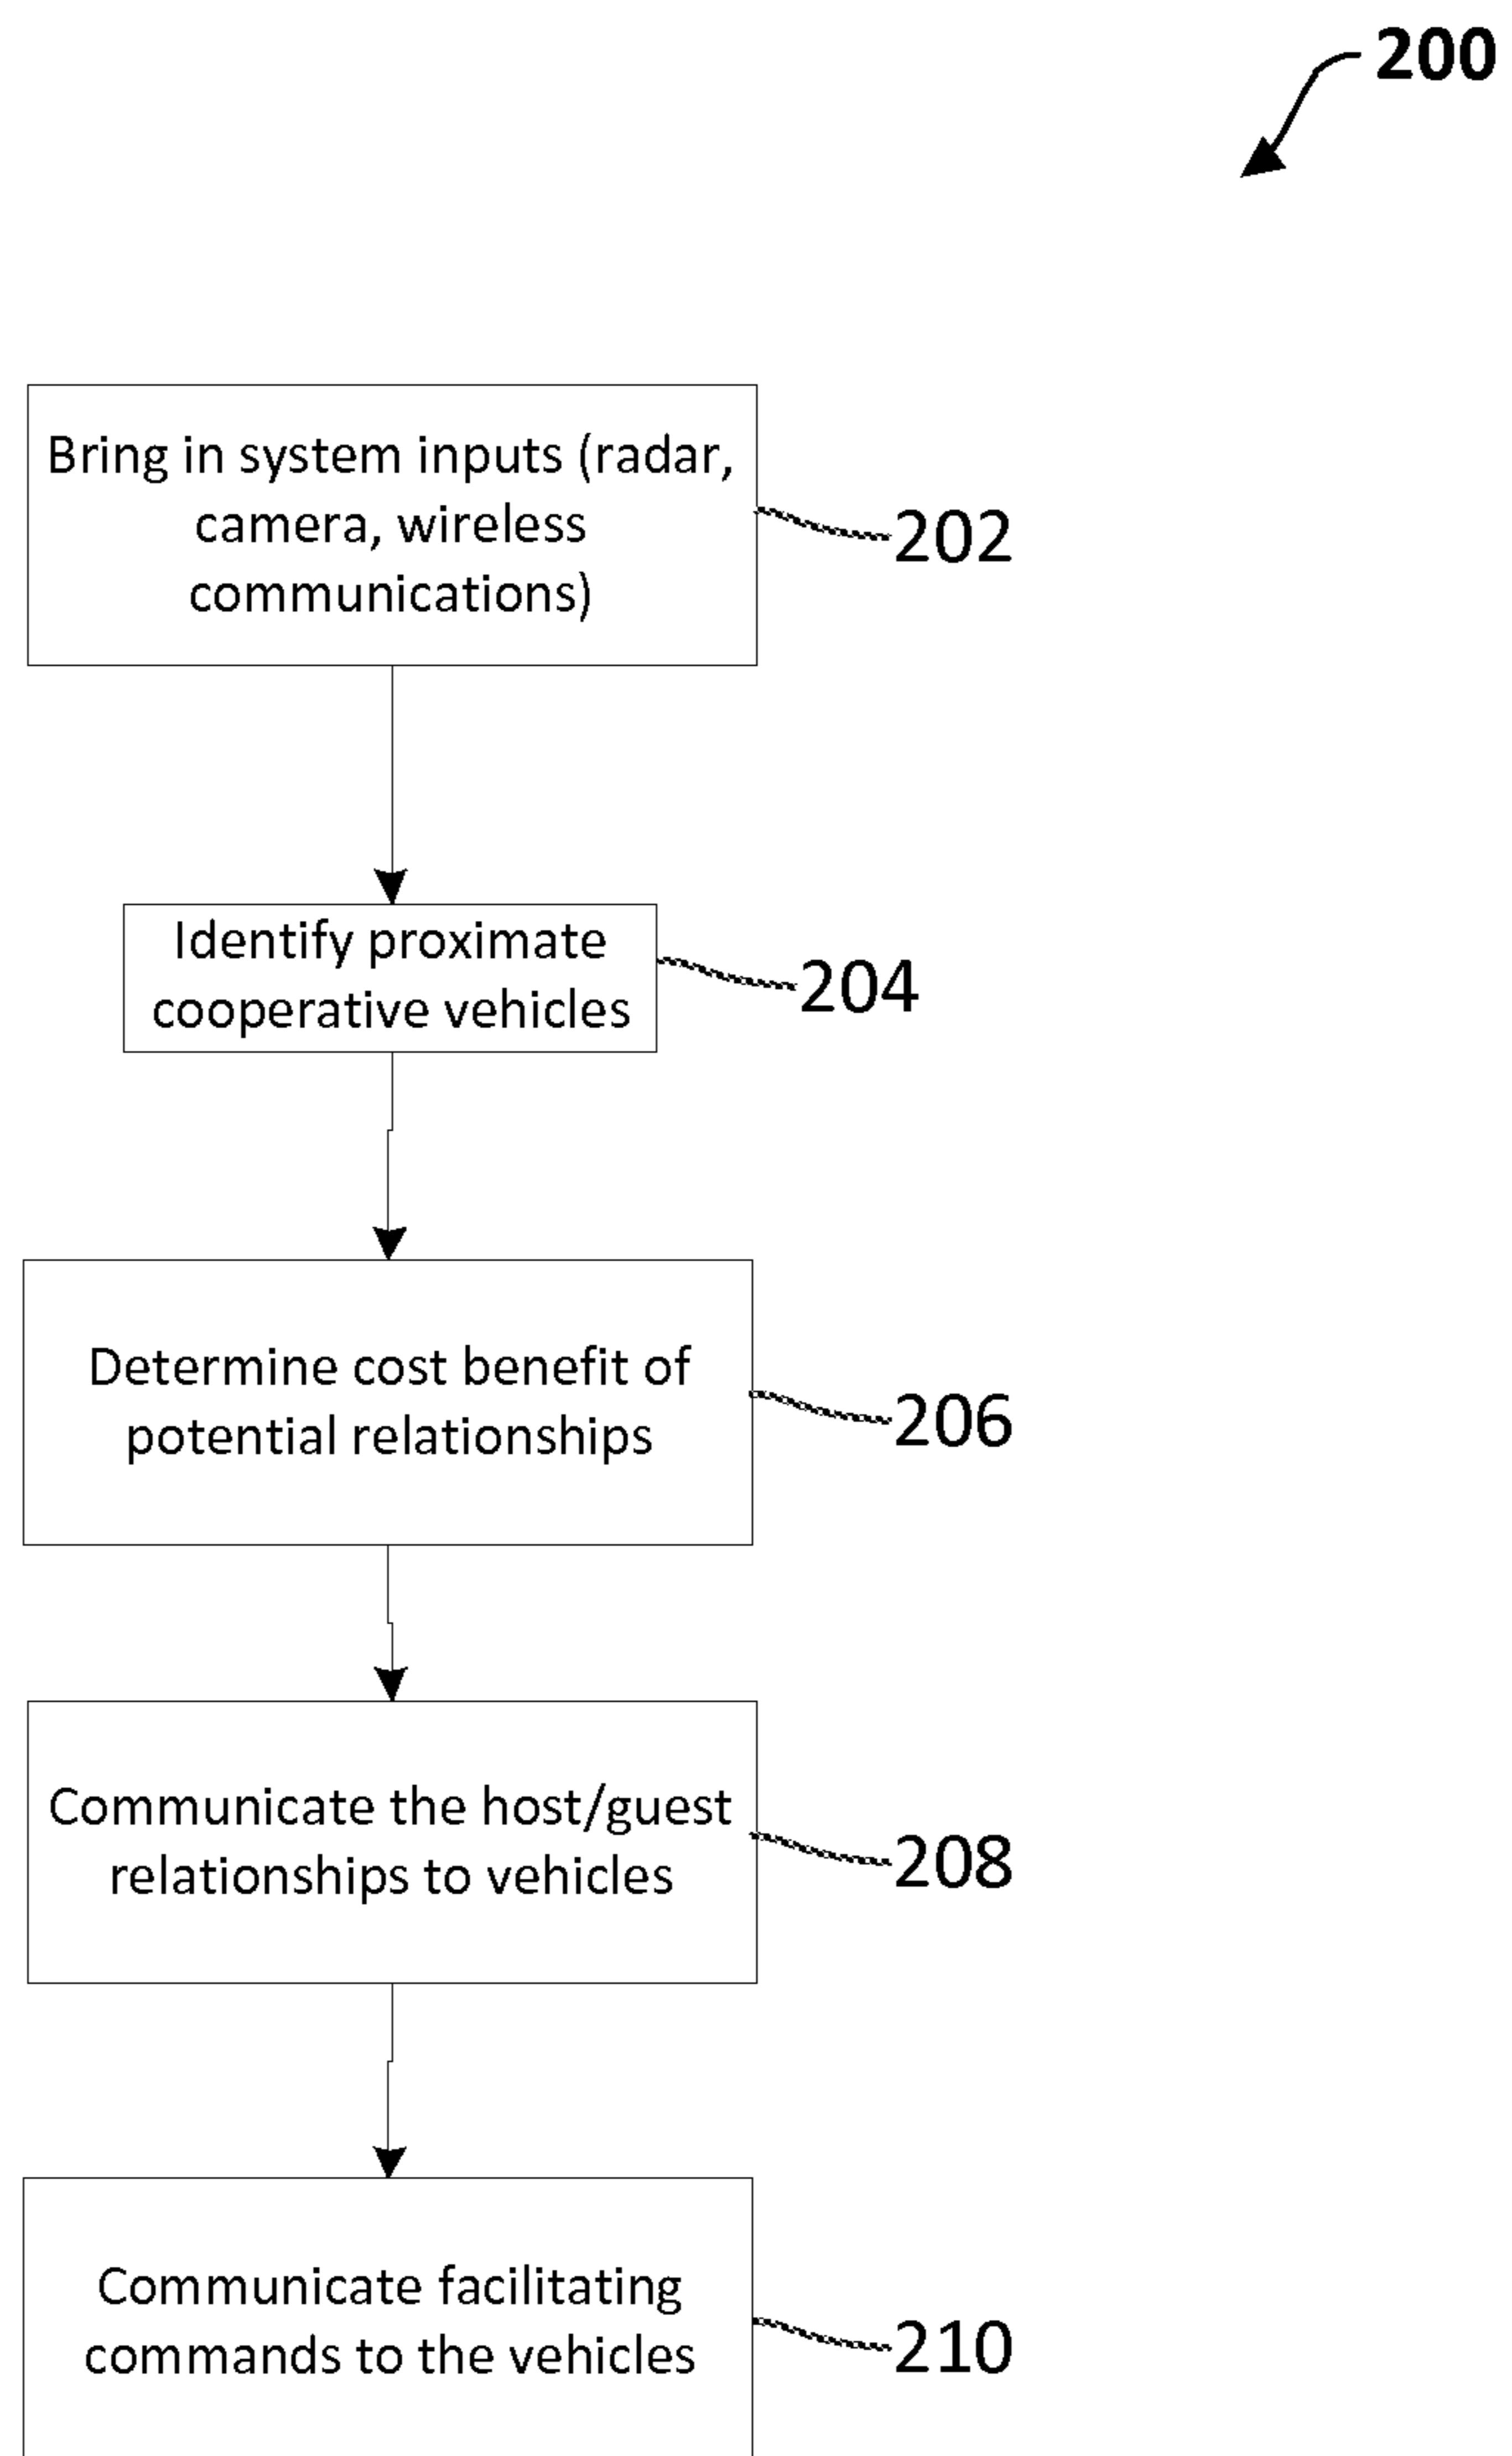 200
Bring in system inputs (radar,
camera, wireless
communications)
202
Identify proximate
cooperative vehicles
204
Determine cost benefit of
potential relationships
206
Communicate the host/guest
relationships to vehicles
208
Communicate facilitating
commands to the vehicles
210